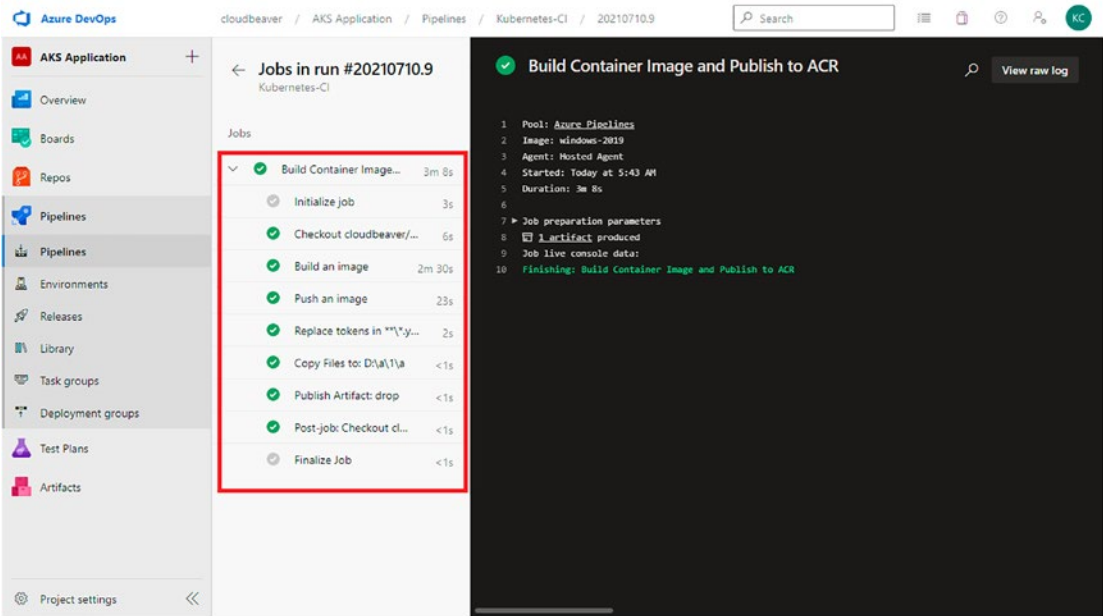 Azure DevOps
cloudbeaver / AKS Application / Pipelines / Kubernetes-CI / 20210710.9
Search
KC
AA
AKS Application
Overview
Boards
Repos
Pipelines
Pipelines
Environments
Releases
Library
Task groups
Deployment groups
Test Plans
Artifacts
Project settings
Jobs in run #20210710.9
Kubernetes-CI
Jobs
Build Container Image... 3m 8s
Initialize job 3s
Checkout cloudbeaver/... 6s
Build an image 2m 30s
Push an image 23s
Replace tokens in **\*.y... 2s
Copy Files to: D:\a\1\a <1s
Publish Artifact: drop <1s
Post-job: Checkout cl... <1s
Finalize Job <1s
Build Container Image and Publish to ACR
View raw log
1 Pool: Azure Pipelines
2 Image: windows-2019
3 Agent: Hosted Agent
4 Started: Today at 5:43 AM
5 Duration: 3m 8s
6
7 Job preparation parameters
8 1 artifact produced
9 Job live console data:
10 Finishing: Build Container Image and Publish to ACR